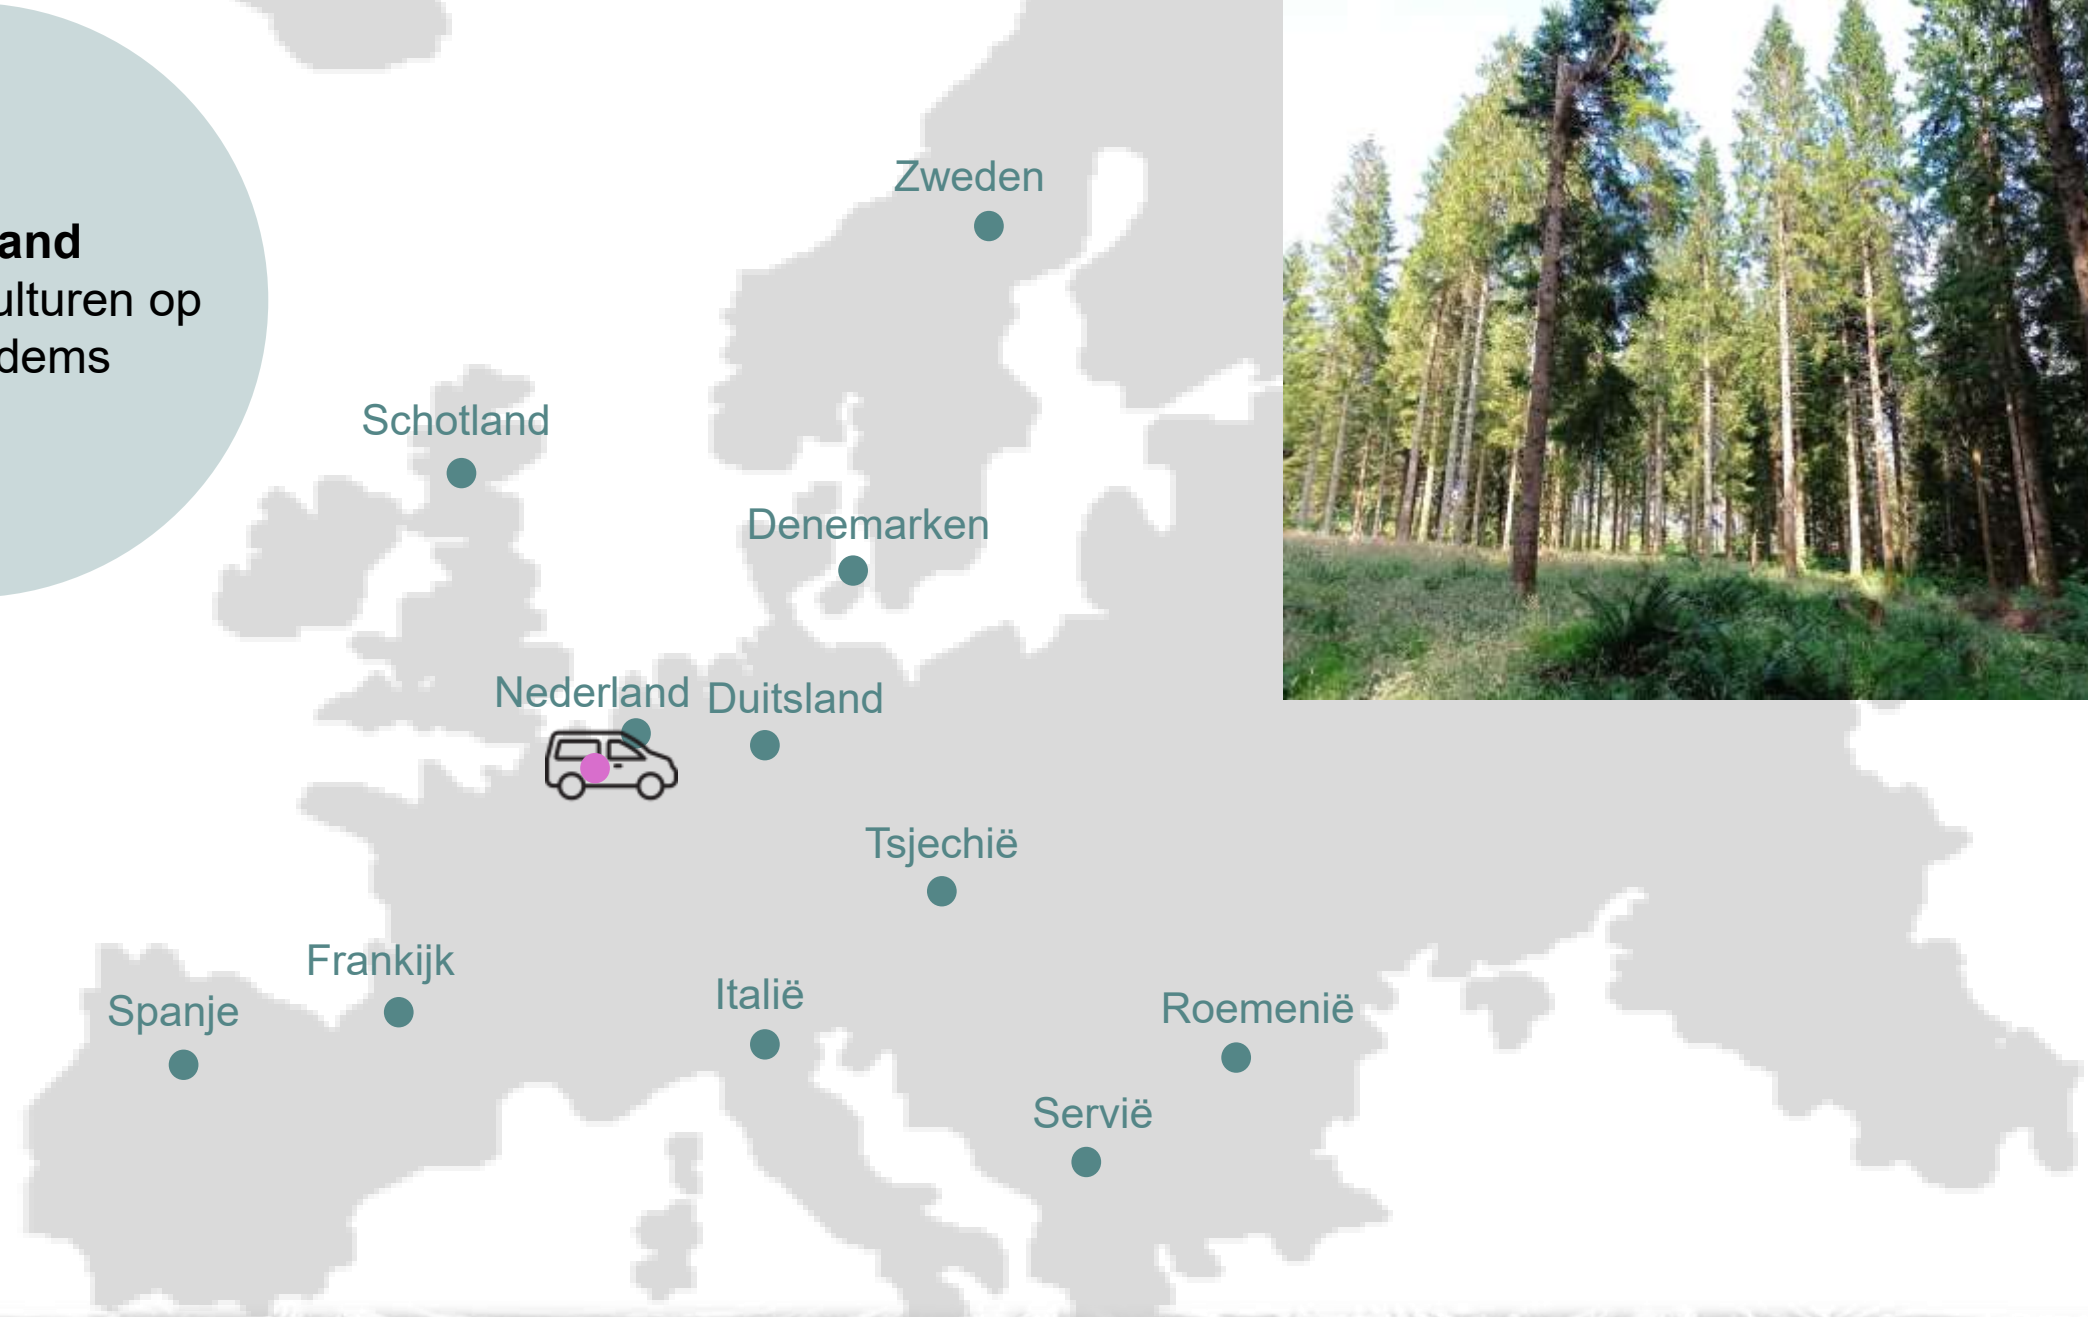 and
ulturen op
dems
Zweden
Schotland
Denemarken
Nederland
Duitsland
Tsjechië
Frankijk
Italië
Spanje
Roemenië
Servië